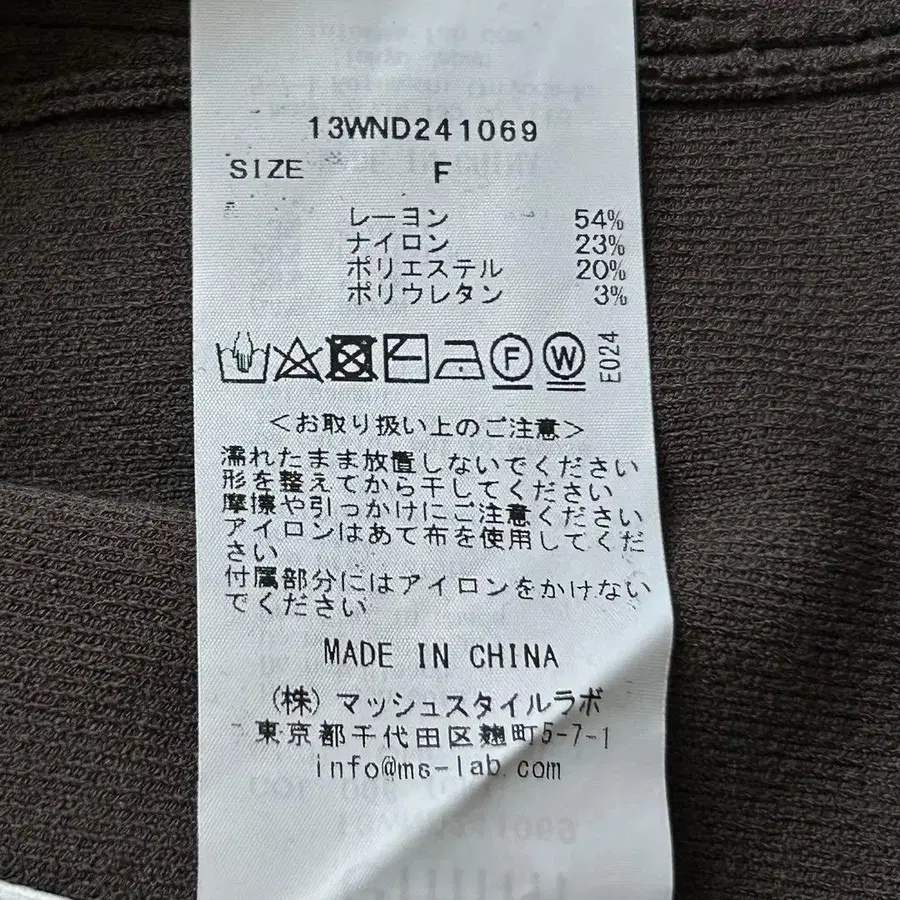 13WND241069
SIZE F
レーヨン 54%
ナイロン 23%
ポリエステル 20%
ポリウレタン 3%
F W E024
<お取り扱い上のご注意>
濡れたまま放置しないでください
形を整えてから干してください
摩擦や引っかけにご注意ください
アイロンはあて布を使用してくだ
さい
付属部分にはアイロンをかけない
でください
MADE IN CHINA
(株) マッシュスタイルラボ
東京都千代田区麹町5-7-1
info@ms-lab.com